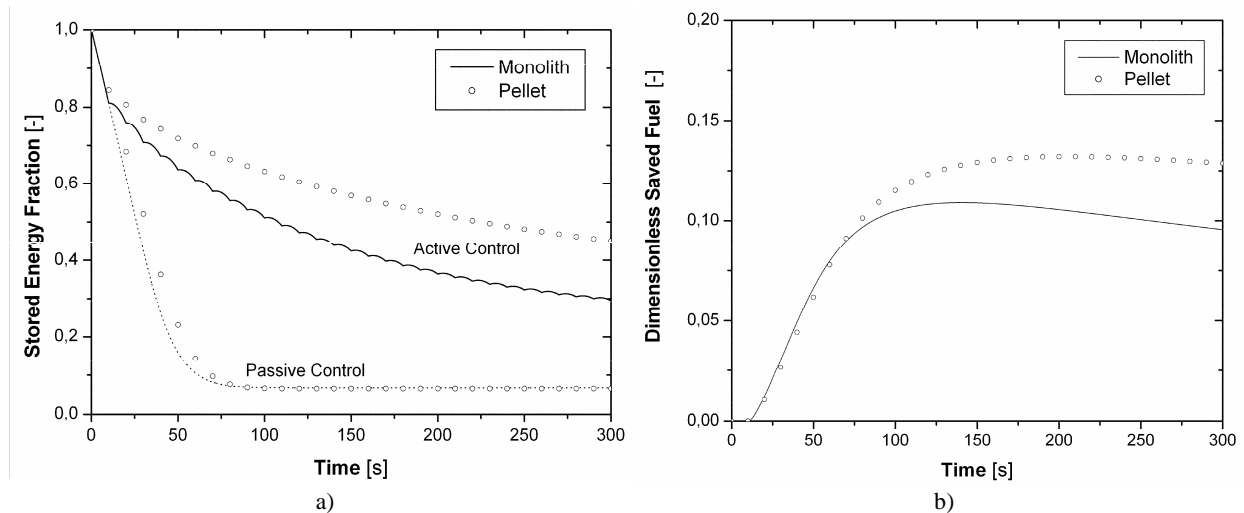 1,0
0,8
0,6
0,4
0,2
0,0
Stored Energy Fraction [-]
Monolith
Pellet
Active Control
Passive Control
0 50 100 150 200 250 300
Time [s]
a)
0,20
0,15
0,10
0,05
0,00
Dimensionless Saved Fuel [-]
Monolith
Pellet
0 50 100 150 200 250 300
Time [s]
b)